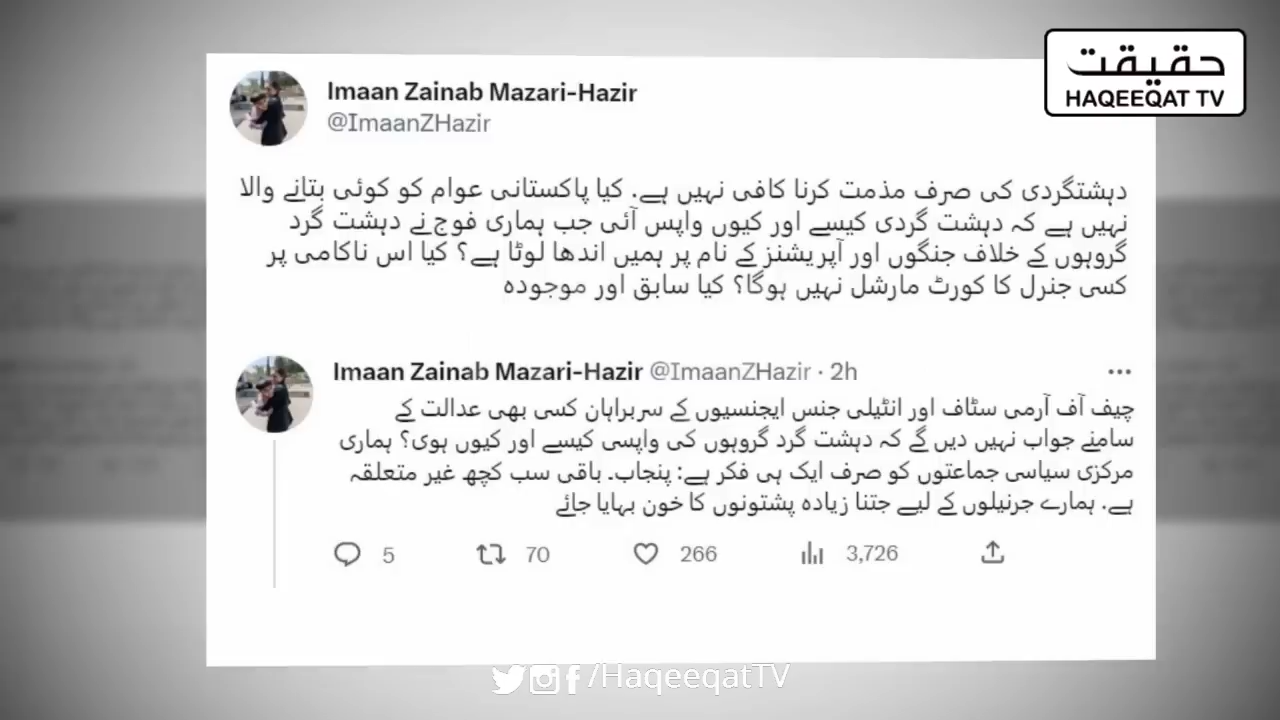 حقیقت
HAQEEQAT TV
Imaan Zainab Mazari-Hazir
@ImaanZHazir
دہشتگردی کی صرف مذمت کرنا کافی نہیں ہے. کیا پاکستانی عوام کو کوئی بتانے والا
نہیں ہے کہ دہشت گردی کیسے اور کیوں واپس آئی جب ہماری فوج نے دہشت گرد
گروہوں کے خلاف جنگوں اور آپریشنز کے نام پر ہمیں اندھا لوٹا ہے؟ کیا اس ناکامی پر
کسی جنرل کا کورٹ مارشل نہیں ہوگا؟ کیا سابق اور موجودہ
Imaan Zainab Mazari-Hazir @ImaanZHazir · 2h
چیف آف آرمی سٹاف اور انٹیلی جنس ایجنسیوں کے سربراہان کسی بھی عدالت کے
سامنے جواب نہیں دیں گے کہ دہشت گرد گروہوں کی واپسی کیسے اور کیوں ہوی؟ ہماری
مرکزی سیاسی جماعتوں کو صرف ایک ہی فکر ہے: پنجاب۔ باقی سب کچھ غیر متعلقہ
ہے. ہمارے جرنیلوں کے لیے جتنا زیادہ پشتونوں کا خون بہایا جائے
5 70 266 3,726
/HaqeeqatTV